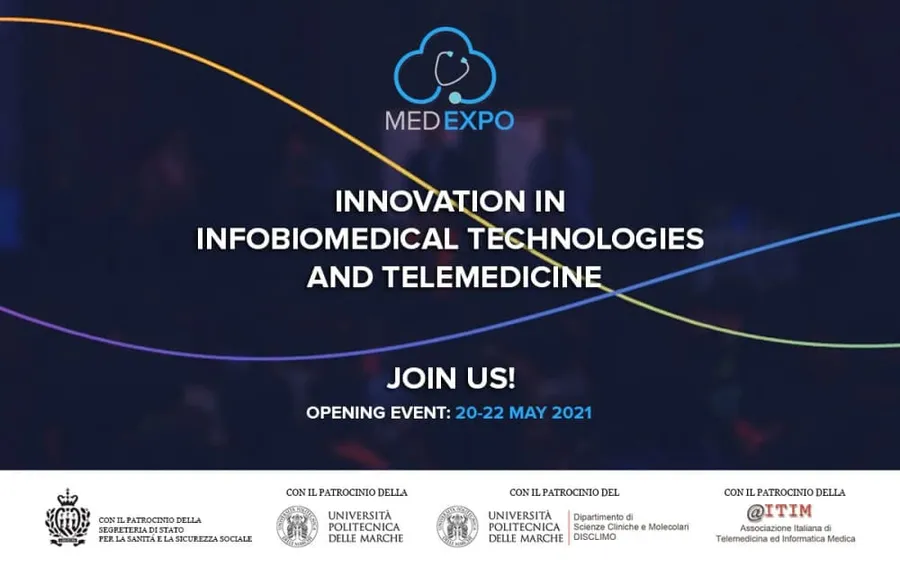 MEDEXPO
INNOVATION IN
INFOBIOMEDICAL TECHNOLOGIES
AND TELEMEDICINE
JOIN US!
OPENING EVENT: 20-22 MAY 2021
CON IL PATROCINIO DELLA
SEGRETERIA DI STATO
PER LA SANITÀ E LA SICUREZZA SOCIALE
CON IL PATROCINIO DELLA
UNIVERSITÀ
POLITECNICA
DELLE MARCHE
CON IL PATROCINIO DEL
UNIVERSITÀ
POLITECNICA
DELLE MARCHE
Dipartimento di
Scienze Cliniche e Molecolari
DISCLIMO
CON IL PATROCINIO DELLA
@ITIM
Associazione Italiana di
Telemedicina ed Informatica Medica